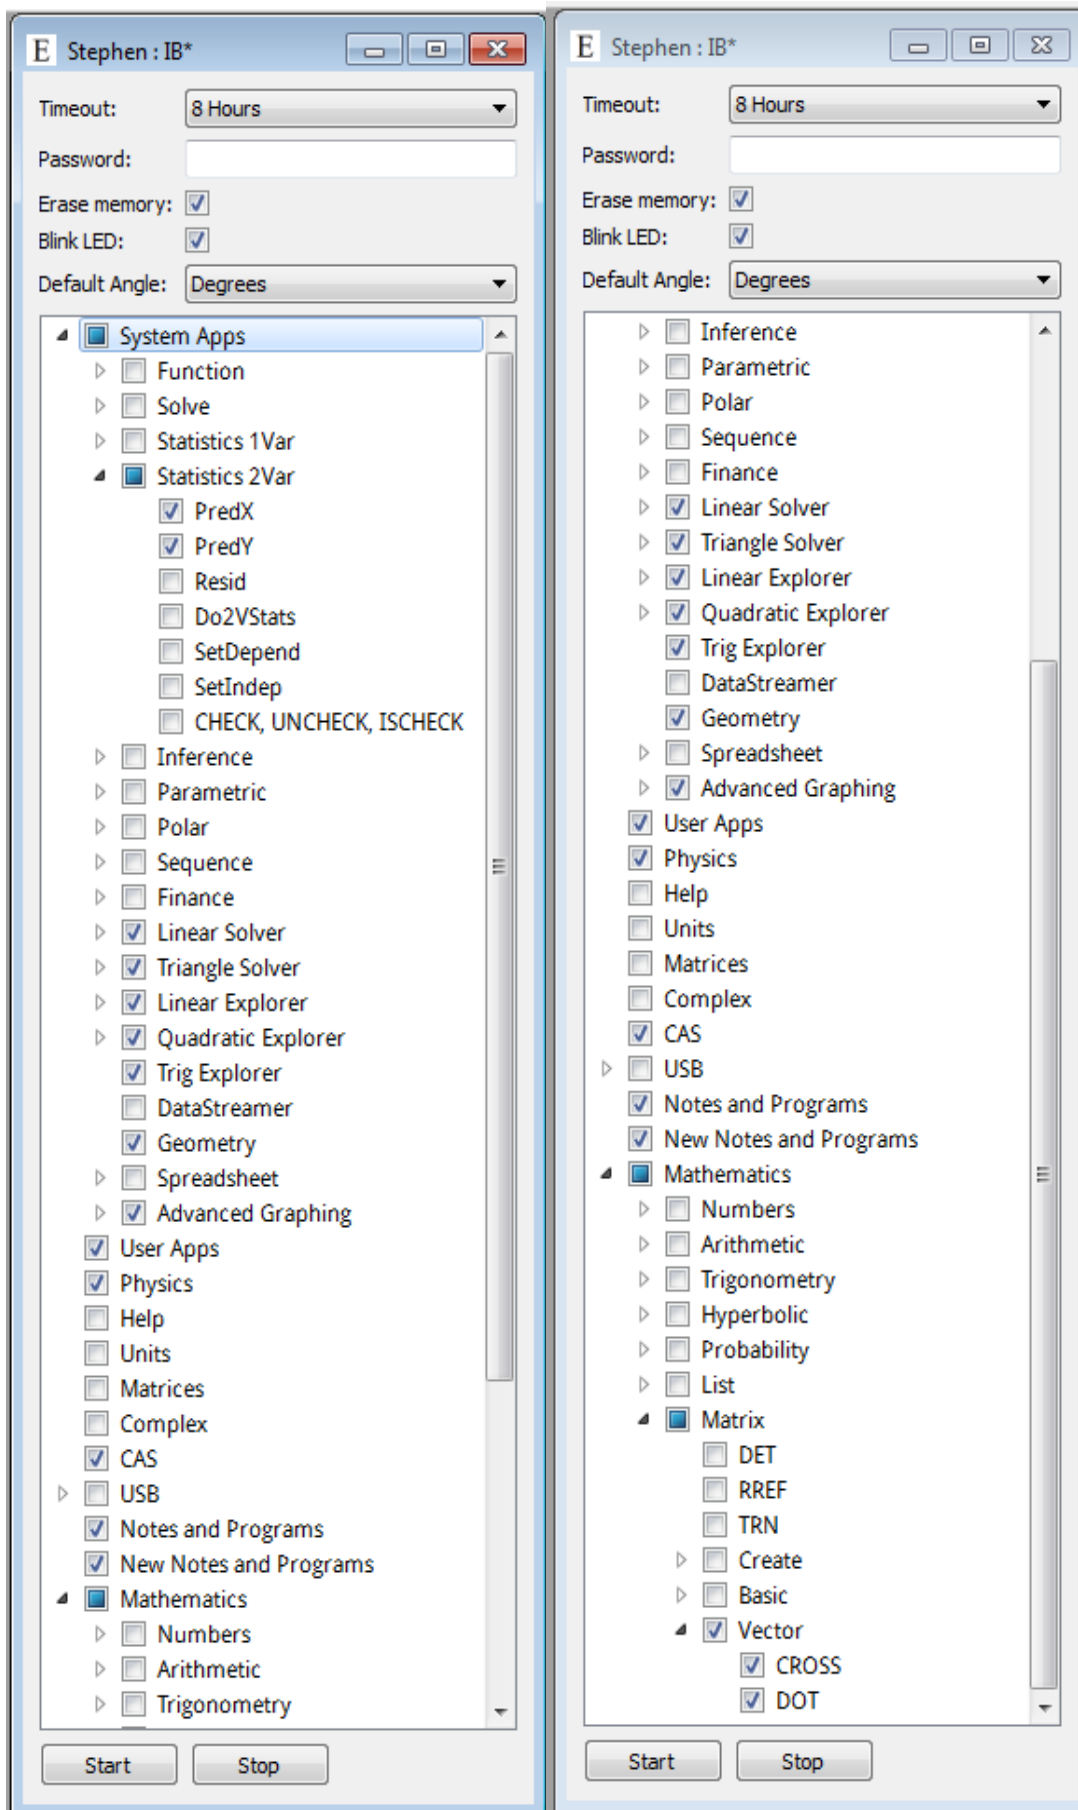 E Stephen : IB*
Timeout: 8 Hours
Password:
Erase memory:
Blink LED:
Default Angle: Degrees
System Apps
Function
Solve
Statistics 1Var
Statistics 2Var
PredX
PredY
Resid
Do2VStats
SetDepend
SetIndep
CHECK, UNCHECK, ISCHECK
Inference
Parametric
Polar
Sequence
Finance
Linear Solver
Triangle Solver
Linear Explorer
Quadratic Explorer
Trig Explorer
DataStreamer
Geometry
Spreadsheet
Advanced Graphing
User Apps
Physics
Help
Units
Matrices
Complex
CAS
USB
Notes and Programs
New Notes and Programs
Mathematics
Numbers
Arithmetic
Trigonometry
Start Stop
E Stephen : IB*
Timeout: 8 Hours
Password:
Erase memory:
Blink LED:
Default Angle: Degrees
Inference
Parametric
Polar
Sequence
Finance
Linear Solver
Triangle Solver
Linear Explorer
Quadratic Explorer
Trig Explorer
DataStreamer
Geometry
Spreadsheet
Advanced Graphing
User Apps
Physics
Help
Units
Matrices
Complex
CAS
USB
Notes and Programs
New Notes and Programs
Mathematics
Numbers
Arithmetic
Trigonometry
Hyperbolic
Probability
List
Matrix
DET
RREF
TRN
Create
Basic
Vector
CROSS
DOT
Start Stop